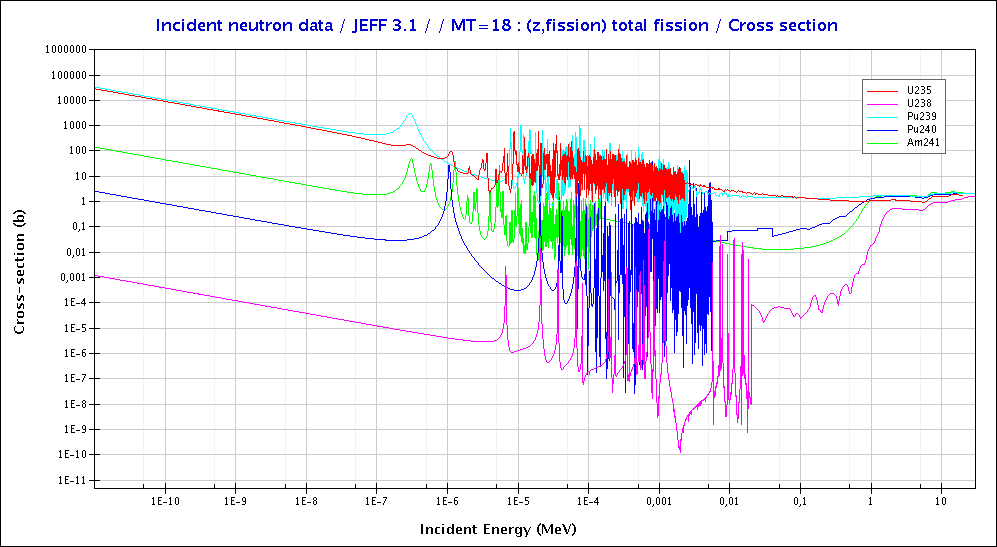 Incident neutron data / JEFF 3.1 / / MT=18 : (z,fission) total fission / Cross section
1000000
100000
10000
1000
100
10
1
0,1
0,01
0,001
1E-4
1E-5
1E-6
1E-7
1E-8
1E-9
1E-10
1E-11
Cross-section (b)
U235
U238
Pu239
Pu240
Am241
1E-10
1E-9
1E-8
1E-7
1E-6
1E-5
1E-4
0,001
0,01
0,1
1
10
Incident Energy (MeV)